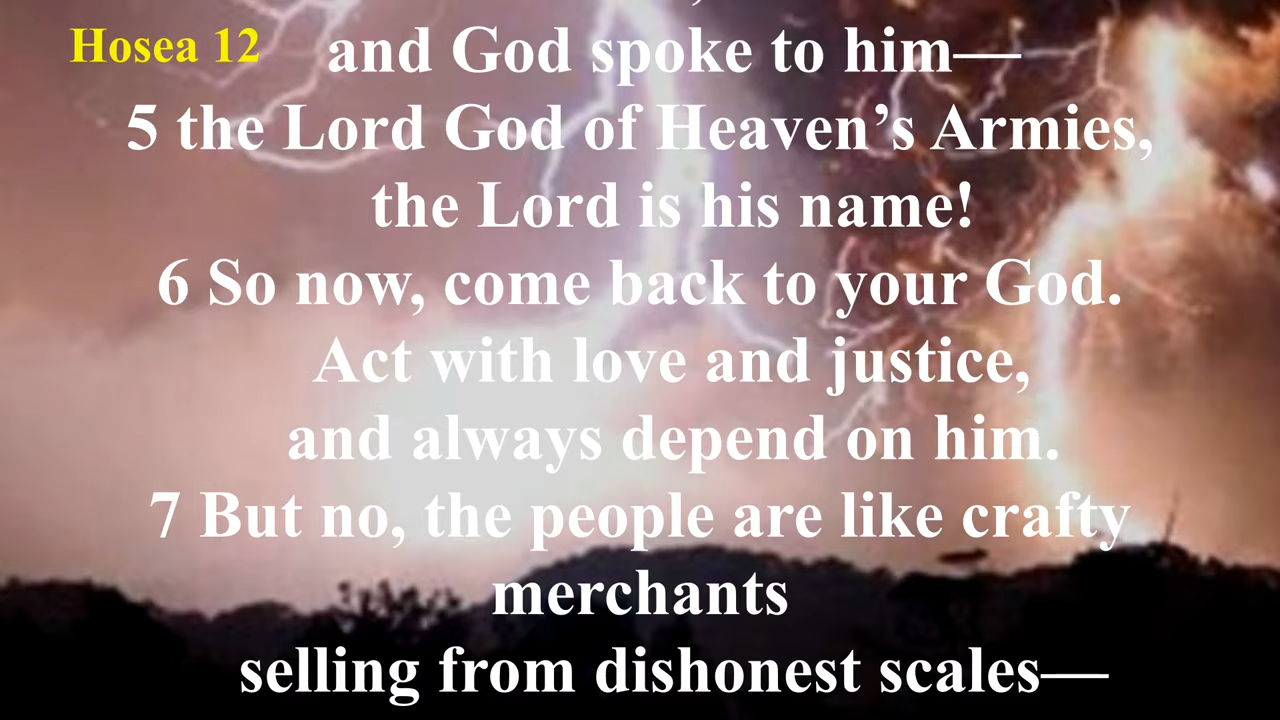 Hosea 12
and God spoke to him—
5 the Lord God of Heaven’s Armies,
the Lord is his name!
6 So now, come back to your God.
Act with love and justice,
and always depend on him.
7 But no, the people are like crafty
merchants
selling from dishonest scales—